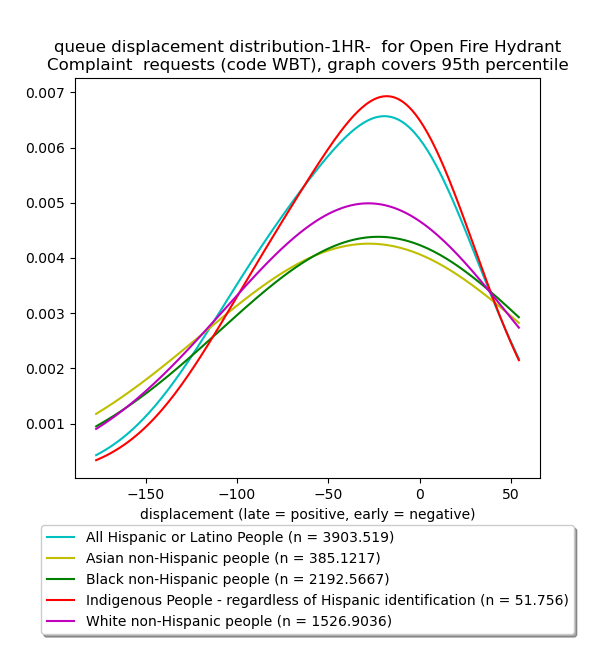 queue displacement distribution-1HR-  for Open Fire Hydrant
Complaint  requests (code WBT), graph covers 95th percentile
0.007
0.006
0.005
0.004
0.003
0.002
0.001
−150 −100 −50 0 50
displacement (late = positive, early = negative)
All Hispanic or Latino People (n = 3903.519)
Asian non-Hispanic people (n = 385.1217)
Black non-Hispanic people (n = 2192.5667)
Indigenous People - regardless of Hispanic identification (n = 51.756)
White non-Hispanic people (n = 1526.9036)